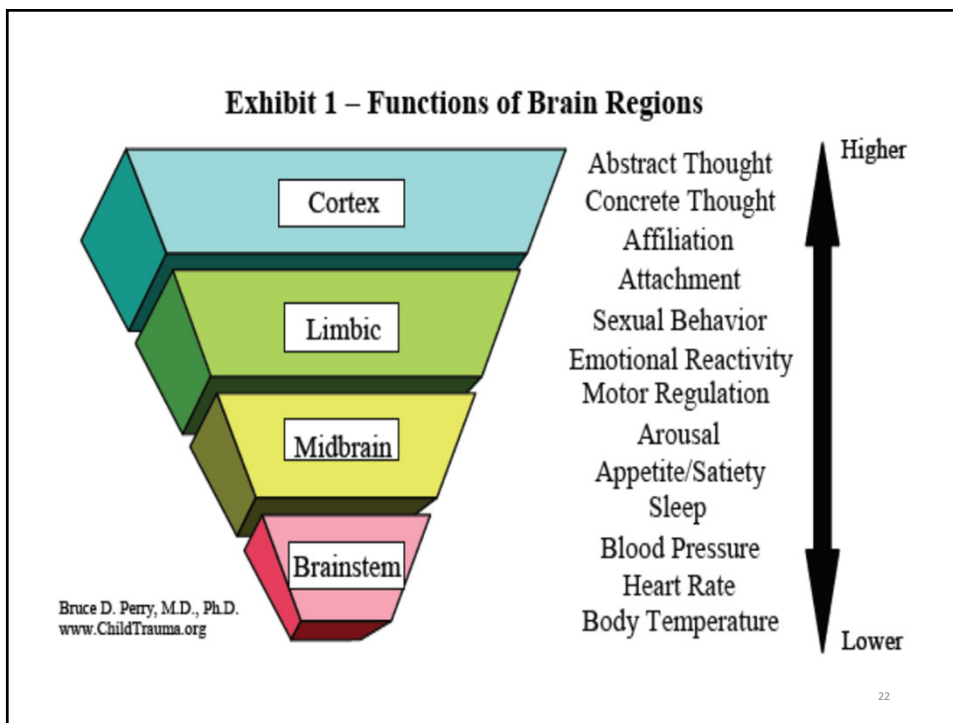 Exhibit 1 – Functions of Brain Regions
Cortex
Limbic
Midbrain
Brainstem
Abstract Thought
Concrete Thought
Affiliation
Attachment
Sexual Behavior
Emotional Reactivity
Motor Regulation
Arousal
Appetite/Satiety
Sleep
Blood Pressure
Heart Rate
Body Temperature
Higher
Lower
Bruce D. Perry, M.D., Ph.D.
www.ChildTrauma.org
22